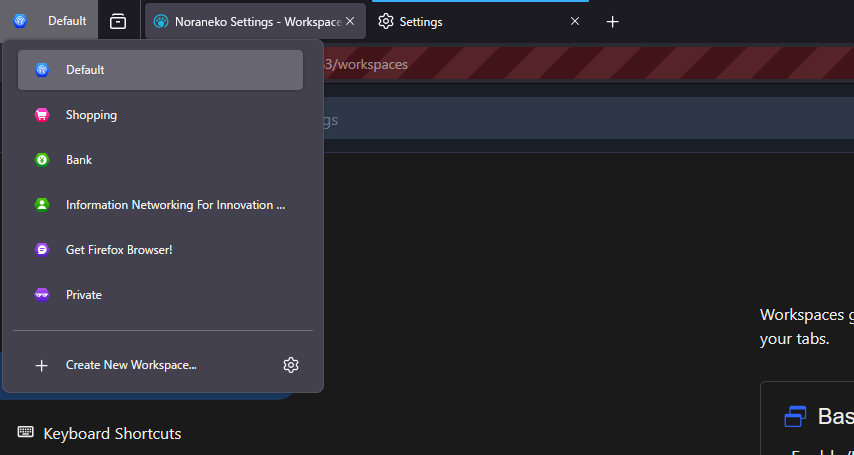 Default
Noraneko Settings - Workspace
Settings
Default
Shopping
Bank
Information Networking For Innovation ...
Get Firefox Browser!
Private
Create New Workspace...
3/workspaces
gs
Workspaces g
your tabs.
Bas
Keyboard Shortcuts